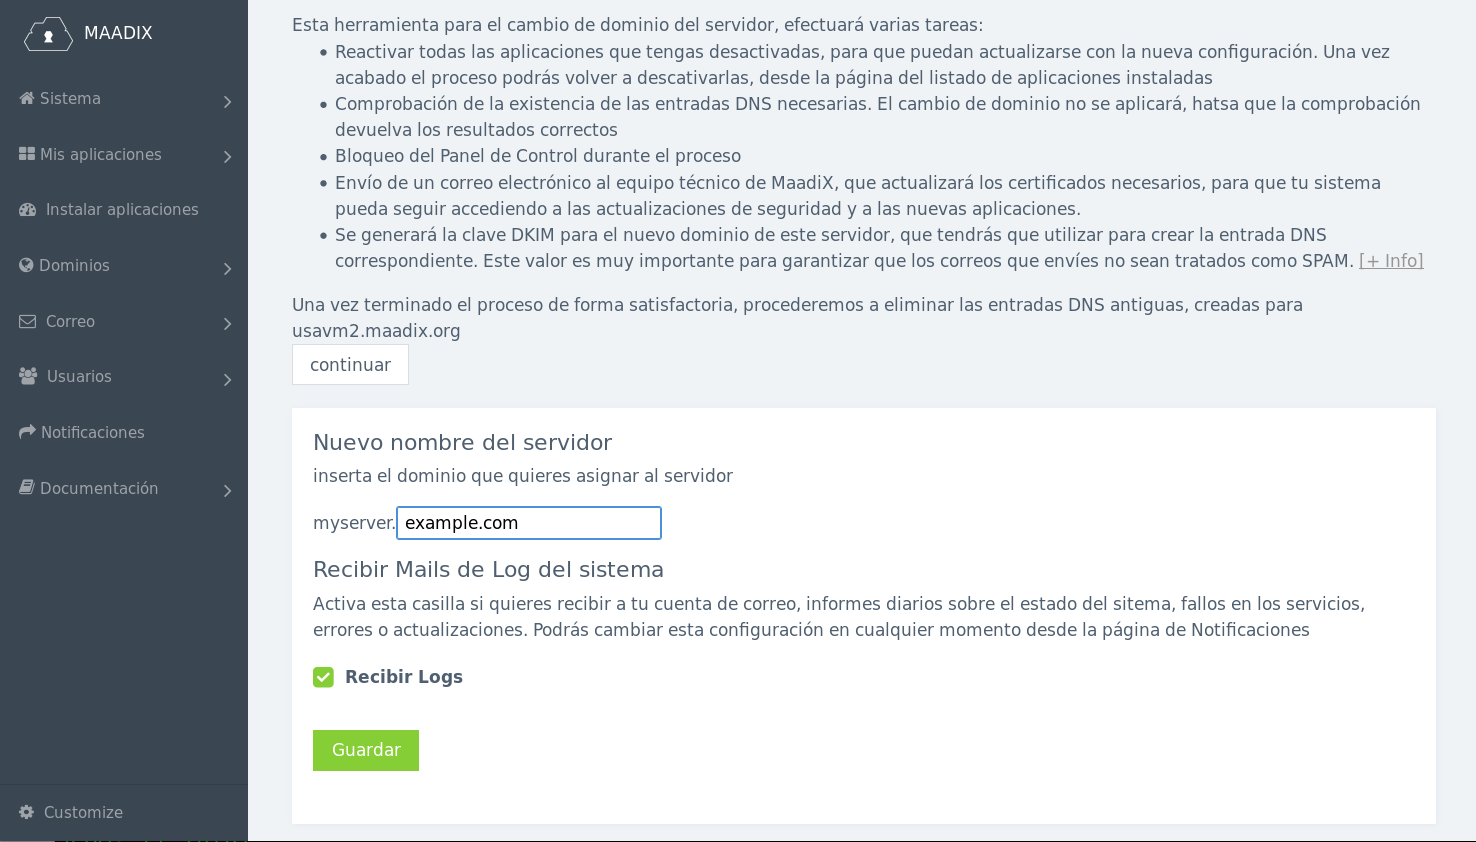 MAADIX
Sistema
Mis aplicaciones
Instalar aplicaciones
Dominios
Correo
Usuarios
Notificaciones
Documentación
Customize
Esta herramienta para el cambio de dominio del servidor, efectuará varias tareas:
• Reactivar todas las aplicaciones que tengas desactivadas, para que puedan actualizarse con la nueva configuración. Una vez
acabado el proceso podrás volver a descativarlas, desde la página del listado de aplicaciones instaladas
• Comprobación de la existencia de las entradas DNS necesarias. El cambio de dominio no se aplicará, hatsa que la comprobación
devuelva los resultados correctos
• Bloqueo del Panel de Control durante el proceso
• Envío de un correo electrónico al equipo técnico de MaadiX, que actualizará los certificados necesarios, para que tu sistema
pueda seguir accediendo a las actualizaciones de seguridad y a las nuevas aplicaciones.
• Se generará la clave DKIM para el nuevo dominio de este servidor, que tendrás que utilizar para crear la entrada DNS
correspondiente. Este valor es muy importante para garantizar que los correos que envíes no sean tratados como SPAM. [+ Info]
Una vez terminado el proceso de forma satisfactoria, procederemos a eliminar las entradas DNS antiguas, creadas para
usavm2.maadix.org
continuar
Nuevo nombre del servidor
inserta el dominio que quieres asignar al servidor
myserver. example.com
Recibir Mails de Log del sistema
Activa esta casilla si quieres recibir a tu cuenta de correo, informes diarios sobre el estado del sitema, fallos en los servicios,
errores o actualizaciones. Podrás cambiar esta configuración en cualquier momento desde la página de Notificaciones
Recibir Logs
Guardar